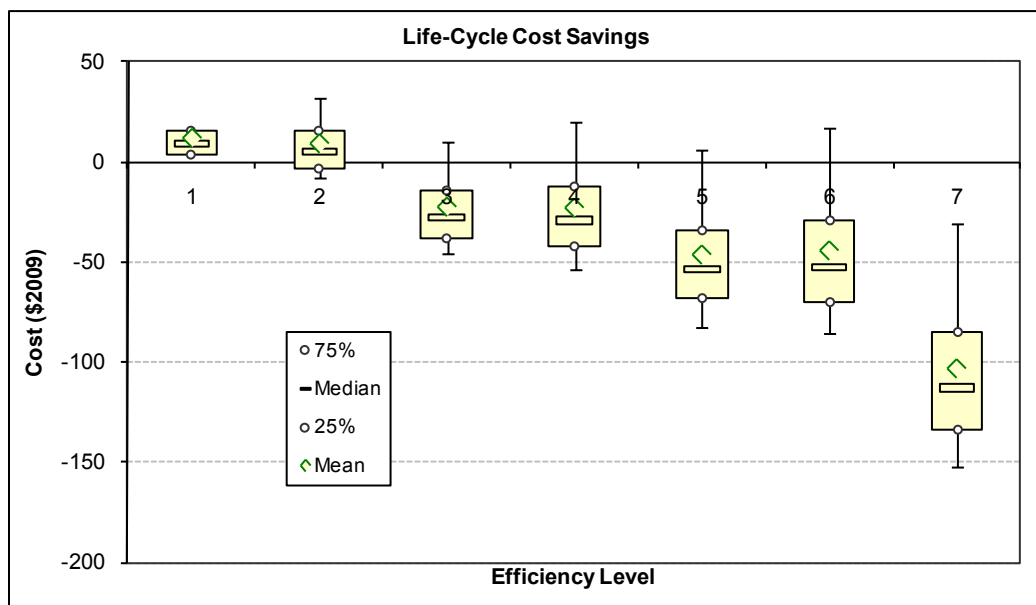 Life-Cycle Cost Savings
50
0
-50
-100
-150
-200
Cost ($2009)
1 2 3 4 5 6 7
75%
Median
25%
Mean
Efficiency Level